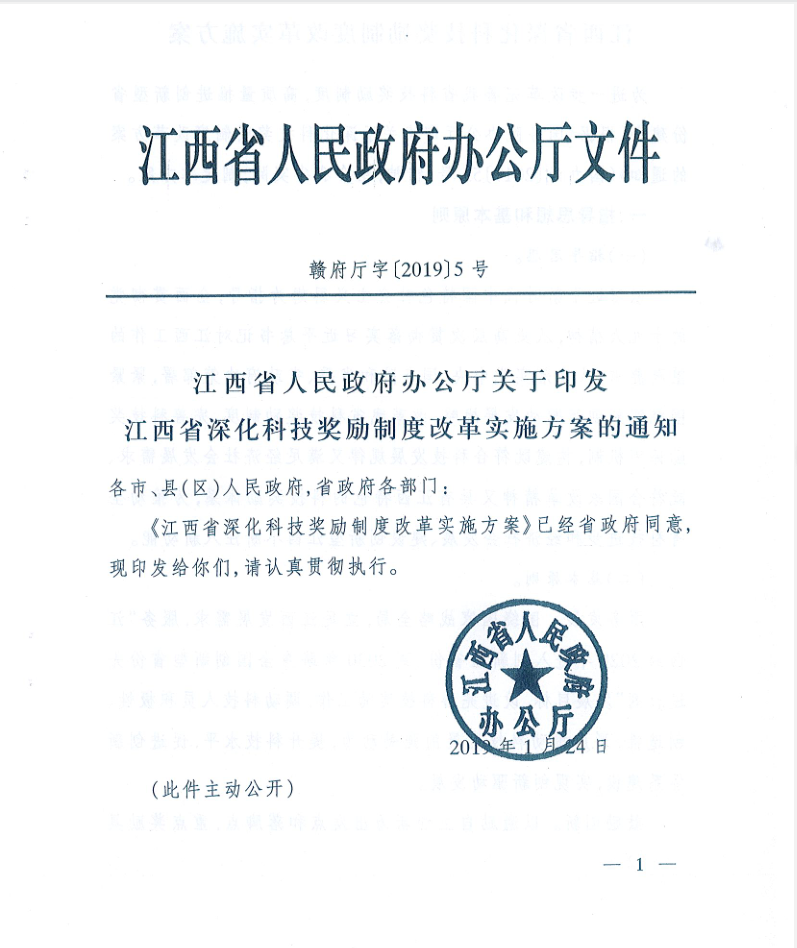 江西省人民政府办公厅文件
赣府厅字〔2019〕5号
江西省人民政府办公厅关于印发
江西省深化科技奖励制度改革实施方案的通知
各市、县(区)人民政府,省政府各部门:
《江西省深化科技奖励制度改革实施方案》已经省政府同意,
现印发给你们,请认真贯彻执行。
江西省人民政府
办公厅
2019年1月24日
(此件主动公开)
— 1 —